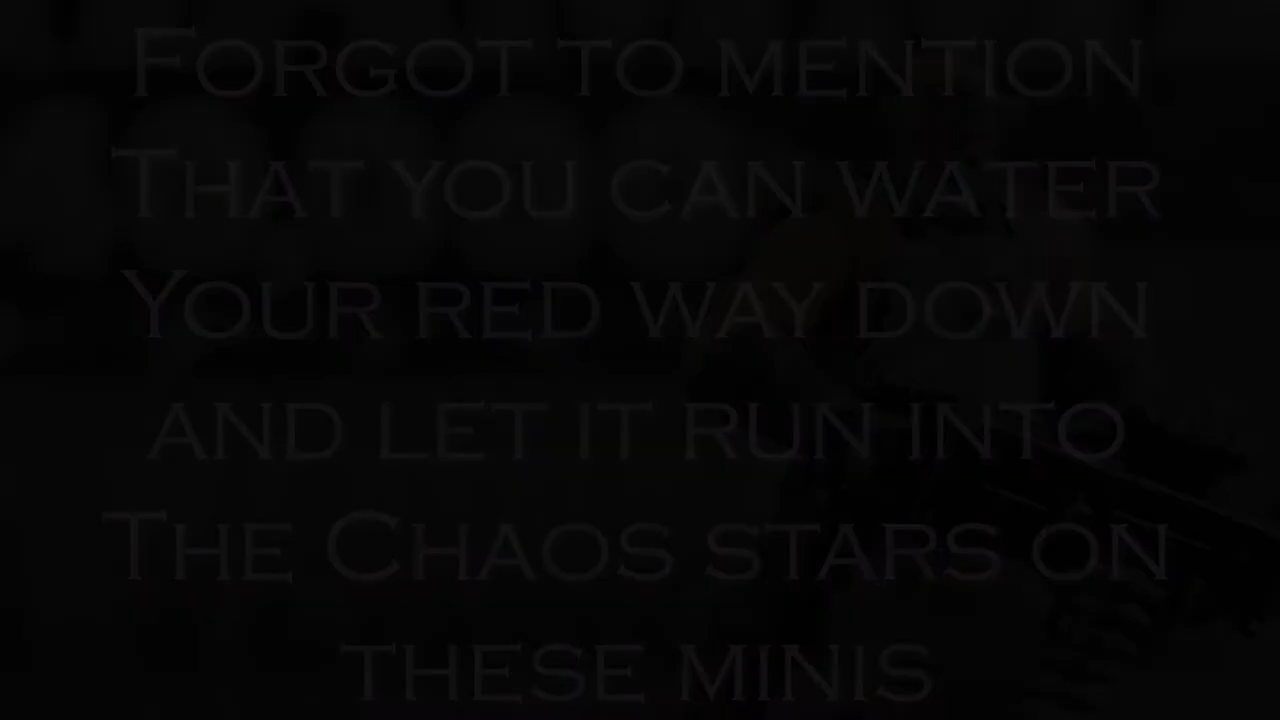 Forgot to mention
That you can water
Your red way down
and let it run into
The Chaos stars on
these minis